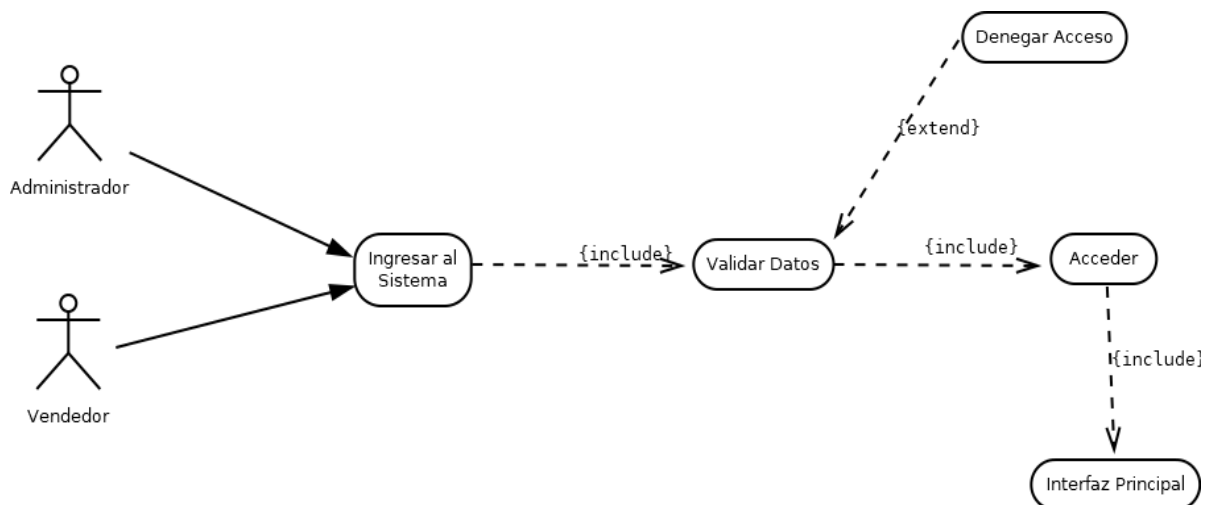 Denegar Acceso
{extend}
Administrador
Ingresar al
Sistema
{include}
Validar Datos
{include}
Acceder
{include}
Vendedor
Interfaz Principal